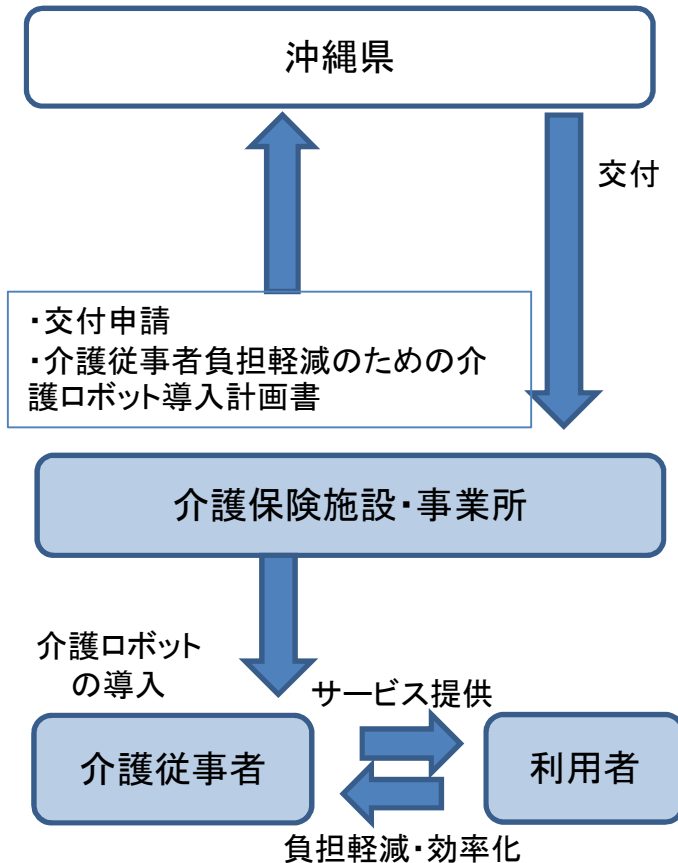 沖縄県
交付
・交付申請
・介護従事者負担軽減のための介
護ロボット導入計画書
介護保険施設・事業所
介護ロボット
の導入
サービス提供
介護従事者
利用者
負担軽減・効率化